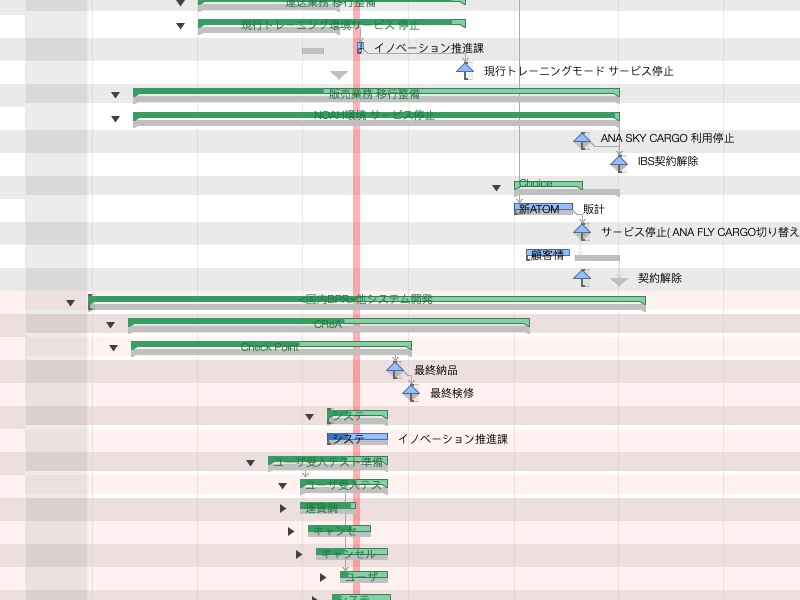 運送業務 移行整備
現行トレーニング環境サービス 停止
イノベーション推進課
現行トレーニングモード サービス停止
販売業務 移行整備
NOAH環境 サービス停止
ANA SKY CARGO 利用停止
IBS契約解除
Choice
新ATOM 販計
サービス停止( ANA FLY CARGO切り替え
顧客情
契約解除
<国内BPR>他システム開発
CReA
Check Point
最終納品
最終検修
システ
システ イノベーション推進課
ユーザ受入テスト準備
ユーザ受入テス
運賃調
キャンセ
キャンセル
ユーザ
システ